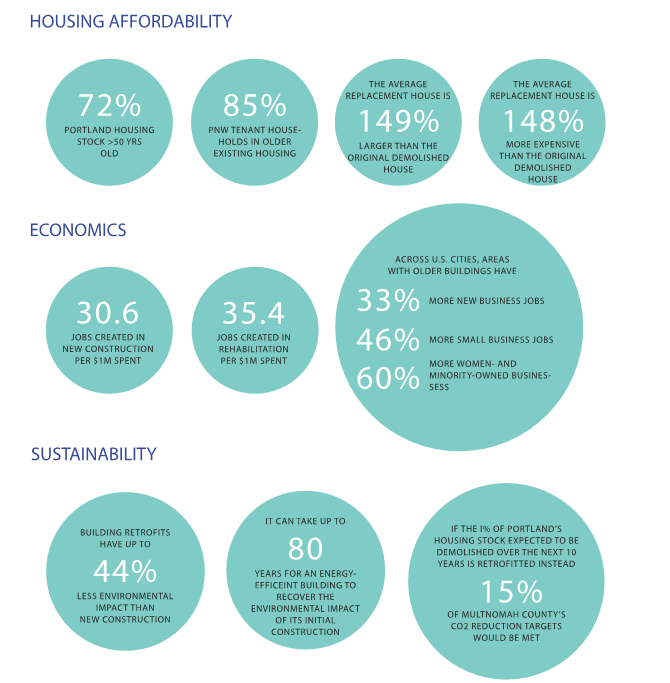 HOUSING AFFORDABILITY
72%
PORTLAND HOUSING
STOCK >50 YRS
OLD
85%
PNW TENANT HOUSE-
HOLDS IN OLDER
EXISTING HOUSING
THE AVERAGE
REPLACEMENT HOUSE IS
149%
LARGER THAN THE
ORIGINAL DEMOLISHED
HOUSE
THE AVERAGE
REPLACEMENT HOUSE IS
148%
MORE EXPENSIVE
THAN THE ORIGINAL
DEMOLISHED
HOUSE
ECONOMICS
30.6
JOBS CREATED IN
NEW CONSTRUCTION
PER $1M SPENT
35.4
JOBS CREATED IN
REHABILITATION
PER $1M SPENT
ACROSS U.S. CITIES, AREAS
WITH OLDER BUILDINGS HAVE
33% MORE NEW BUSINESS JOBS
46% MORE SMALL BUSINESS JOBS
60% MORE WOMEN- AND
MINORITY-OWNED BUSINES-
SESS
SUSTAINABILITY
BUILDING RETROFITS
HAVE UP TO
44%
LESS ENVIRONMENTAL
IMPACT THAN
NEW CONSTRUCTION
IT CAN TAKE UP TO
80
YEARS FOR AN ENERGY-
EFFICEINT BUILDING TO
RECOVER THE
ENVIRONMENTAL IMPACT
OF ITS INITIAL
CONSTRUCTION
IF THE I% OF PORTLAND'S
HOUSING STOCK EXPECTED TO BE
DEMOLISHED OVER THE NEXT 10
YEARS IS RETROFITTED INSTEAD
15%
OF MULTNOMAH COUNTY'S
CO2 REDUCTION TARGETS
WOULD BE MET